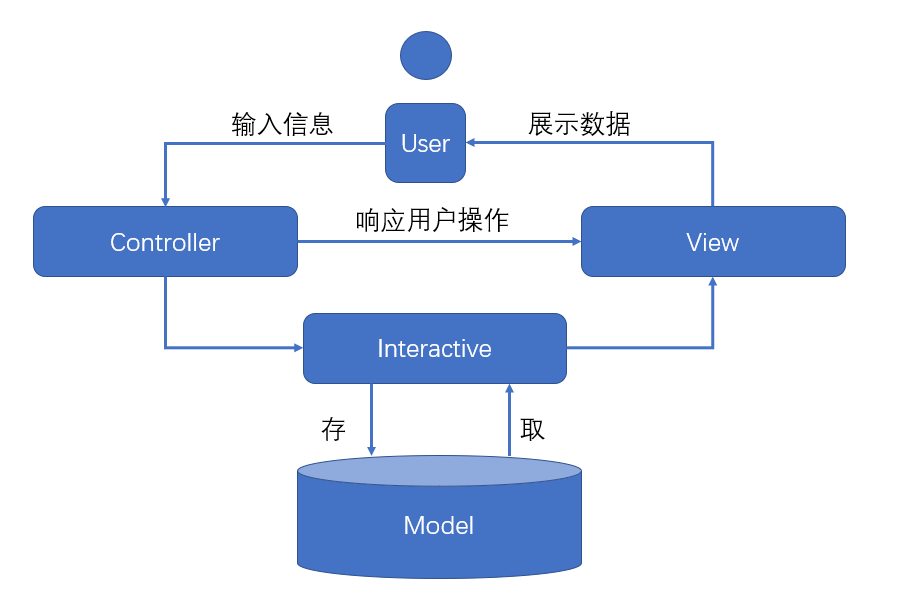 输入信息
User
展示数据
Controller
响应用户操作
View
Interactive
存
取
Model